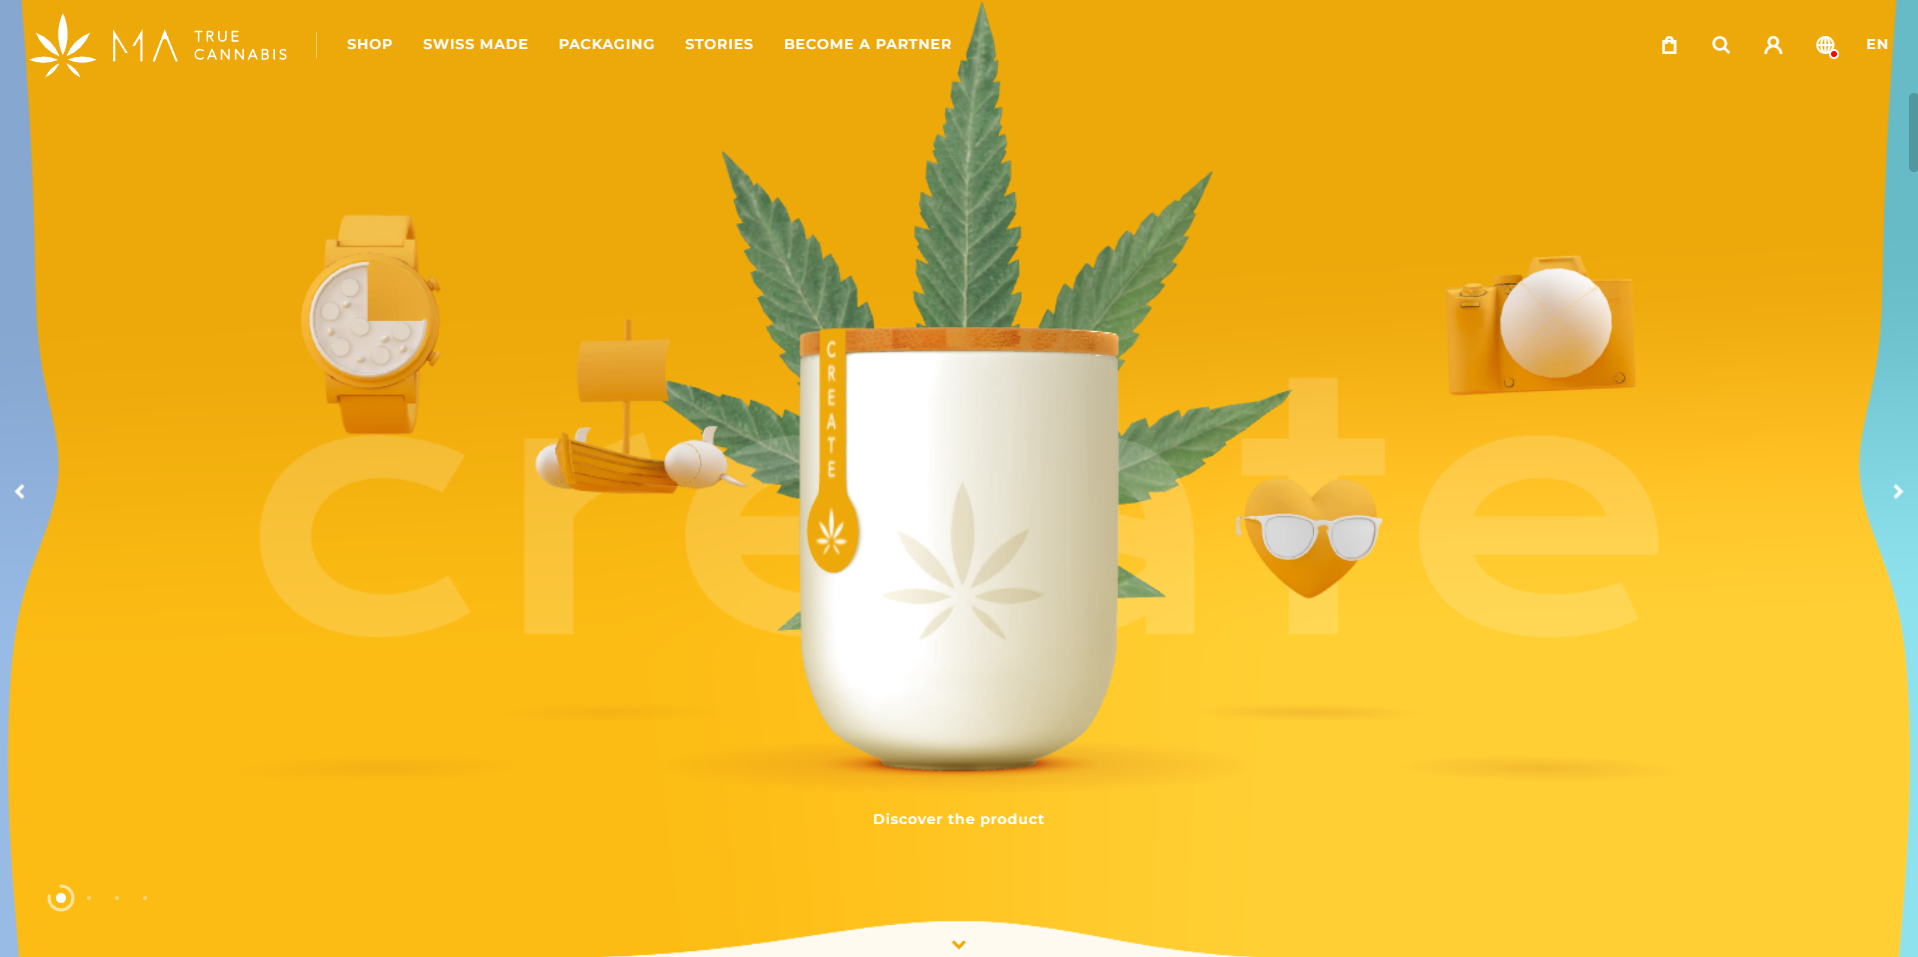 MA TRUE
CANNABIS
SHOP SWISS MADE PACKAGING STORIES BECOME A PARTNER
EN
CREATE
create
Discover the product